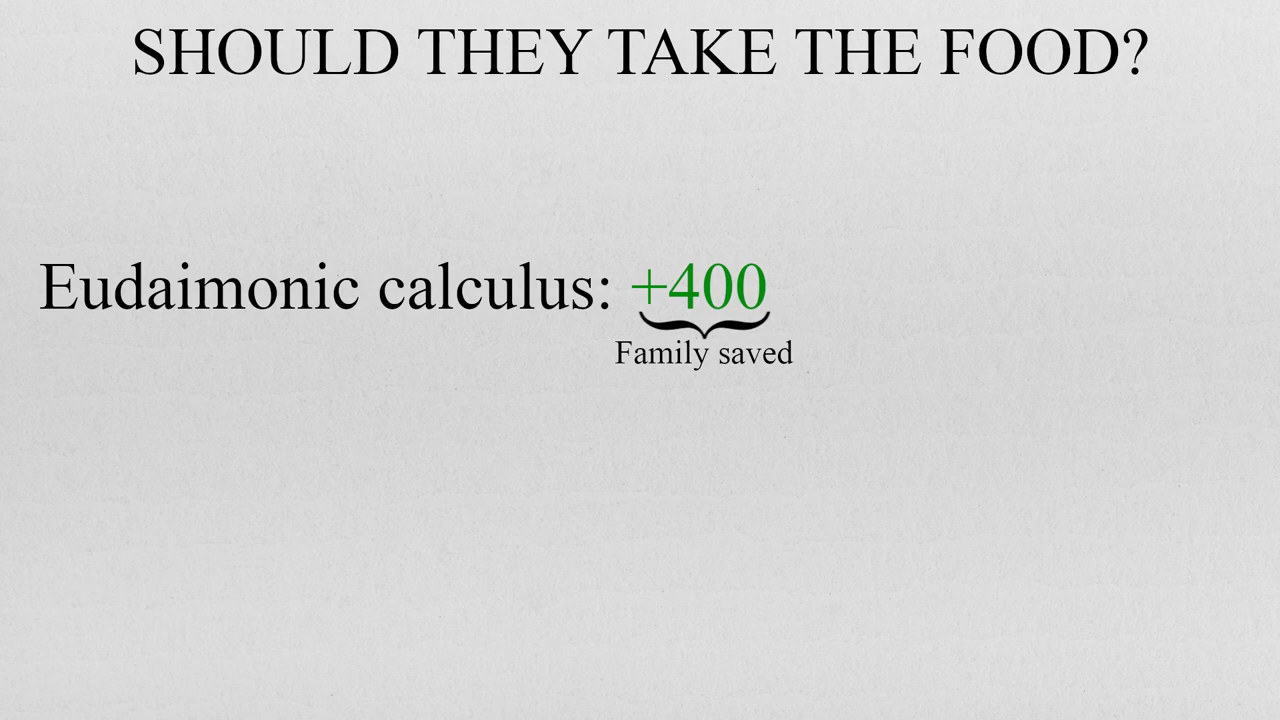 SHOULD THEY TAKE THE FOOD?
Eudaimonic calculus: +400
Family saved